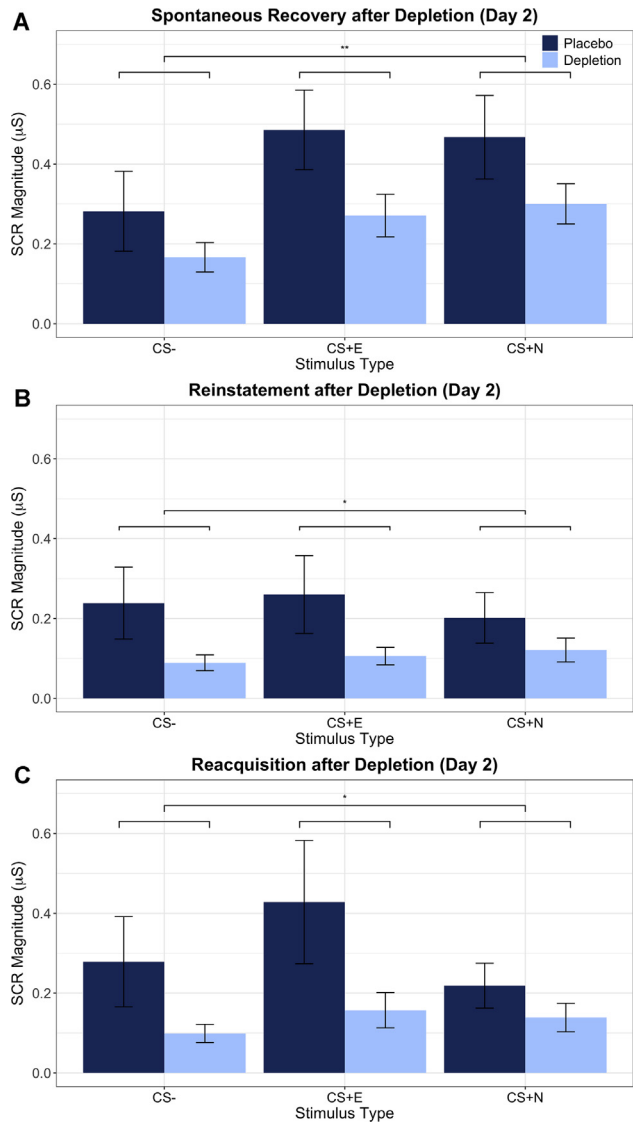 A
Spontaneous Recovery after Depletion (Day 2)
Placebo
Depletion
**
0.6
0.4
0.2
0.0
SCR Magnitude (μS)
CS-
CS+E
CS+N
Stimulus Type
B
Reinstatement after Depletion (Day 2)
*
0.6
0.4
0.2
0.0
SCR Magnitude (μS)
CS-
CS+E
CS+N
Stimulus Type
C
Reacquisition after Depletion (Day 2)
*
0.6
0.4
0.2
0.0
SCR Magnitude (μS)
CS-
CS+E
CS+N
Stimulus Type